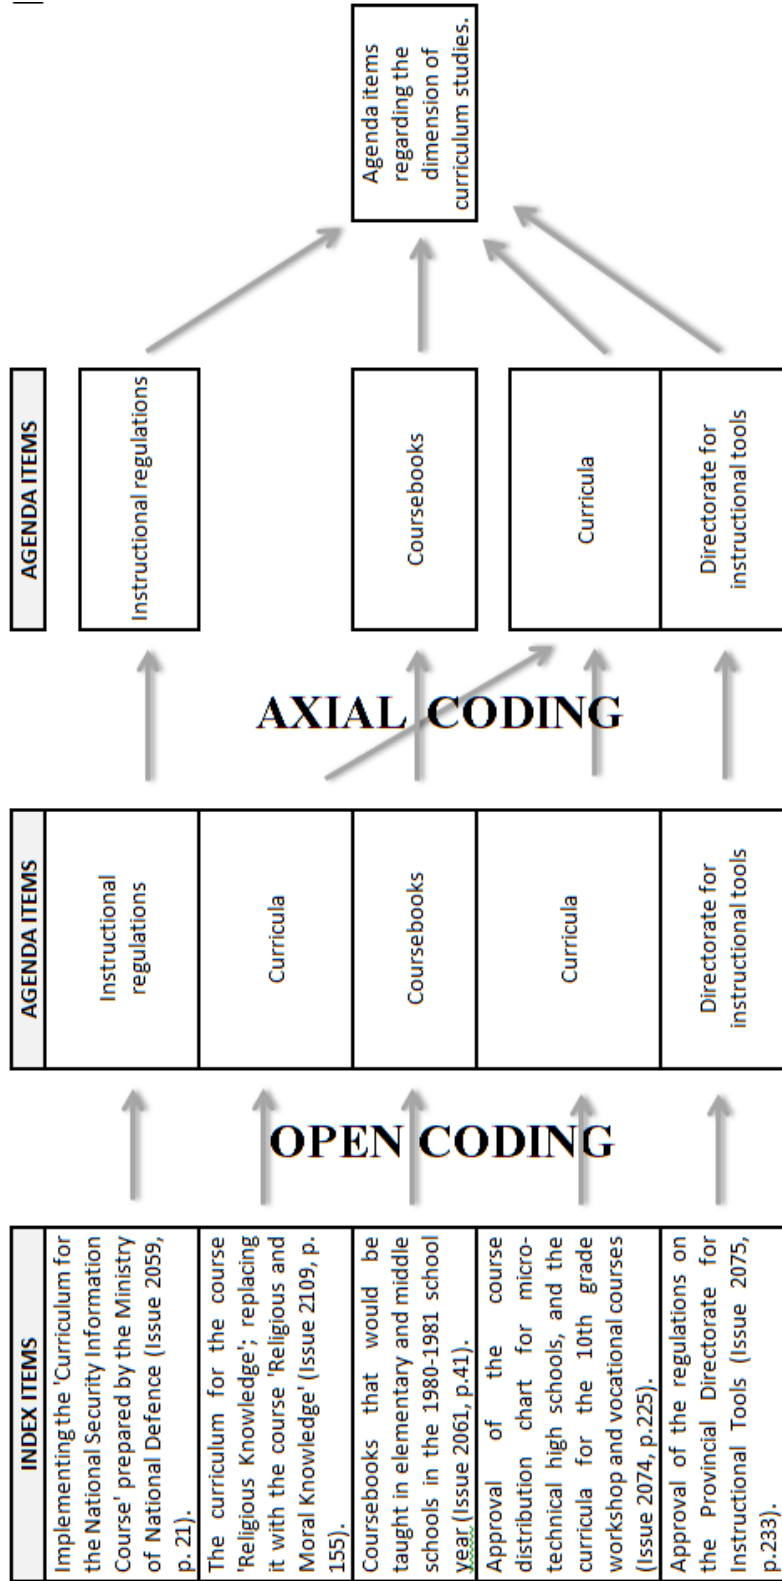 INDEX ITEMS
Implementing the 'Curriculum for
the National Security Information
Course' prepared by the Ministry
of National Defence (Issue 2059,
p. 21).
The curriculum for the course
'Religious Knowledge'; replacing
it with the course 'Religious and
Moral Knowledge' (Issue 2109, p.
155).
Coursebooks that would be
taught in elementary and middle
schools in the 1980-1981 school
year (Issue 2061, p.41).
Approval of the course
distribution chart for micro-
technical high schools, and the
curricula for the 10th grade
workshop and vocational courses
(Issue 2074, p.225).
Approval of the regulations on
the Provincial Directorate for
Instructional Tools (Issue 2075,
p.233).
OPEN CODING
AGENDA ITEMS
Instructional
regulations
Curricula
Coursebooks
Curricula
Directorate for
instructional tools
AXIAL CODING
AGENDA ITEMS
Instructional regulations
Coursebooks
Curricula
Directorate for
instructional tools
Agenda items
regarding the
dimension of
curriculum studies.